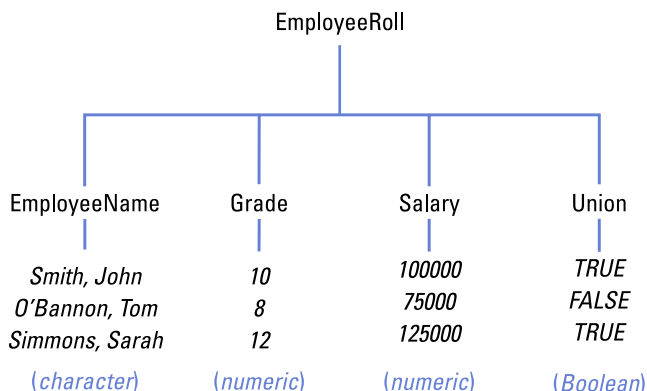 EmployeeRoll
EmployeeName Grade Salary Union
Smith, John 10 100000 TRUE
O'Bannon, Tom 8 75000 FALSE
Simmons, Sarah 12 125000 TRUE
(character) (numeric) (numeric) (Boolean)